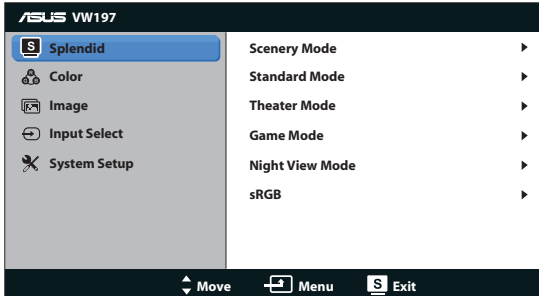 ASUS VW197
S Splendid
Color
Image
Input Select
System Setup
Scenery Mode
Standard Mode
Theater Mode
Game Mode
Night View Mode
sRGB
Move Menu S Exit